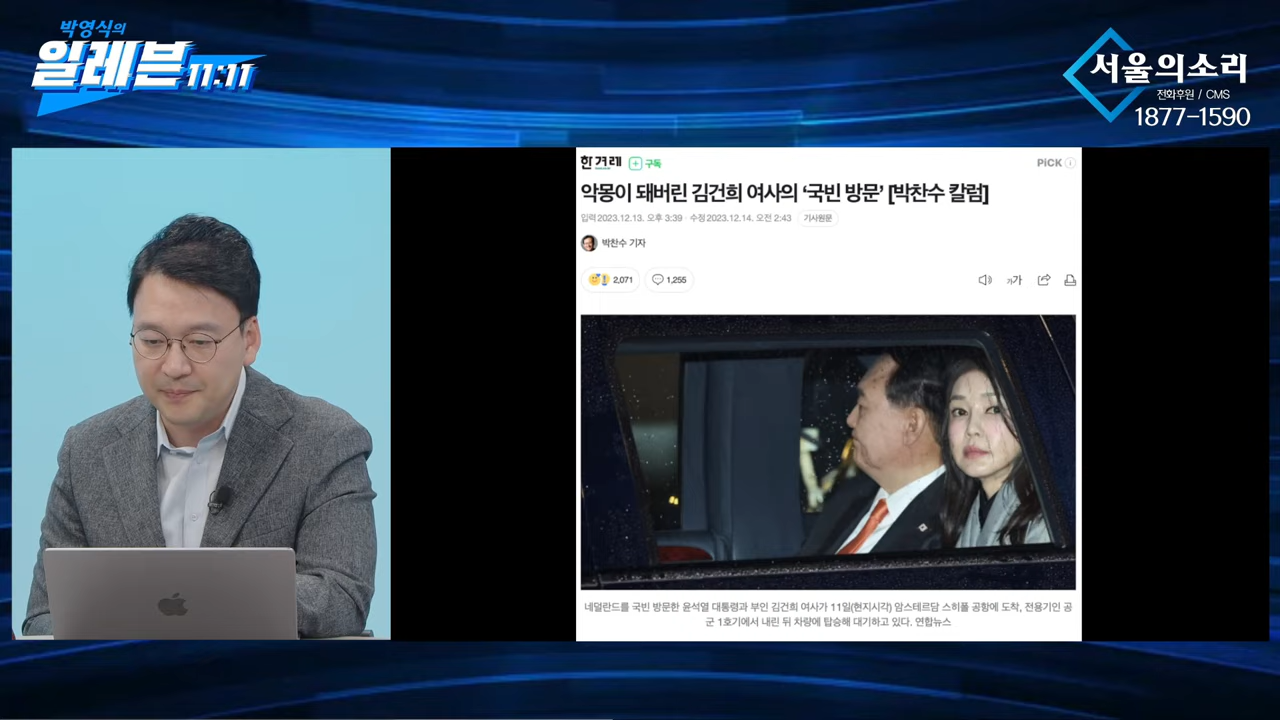 박영식의
일레븐 11:11
서울의소리
전화후원 / CMS
1877-1590
한겨레 구독
PiCK
악몽이 돼버린 김건희 여사의 ‘국빈 방문’ [박찬수 칼럼]
입력 2023.12.13. 오후 3:39 · 수정 2023.12.14. 오전 2:43 기사원문
박찬수 기자
2,071 1,255
가가
네덜란드를 국빈 방문한 윤석열 대통령과 부인 김건희 여사가 11일(현지시각) 암스테르담 스히폴 공항에 도착, 전용기인 공
군 1호기에서 내린 뒤 차량에 탑승해 대기하고 있다. 연합뉴스